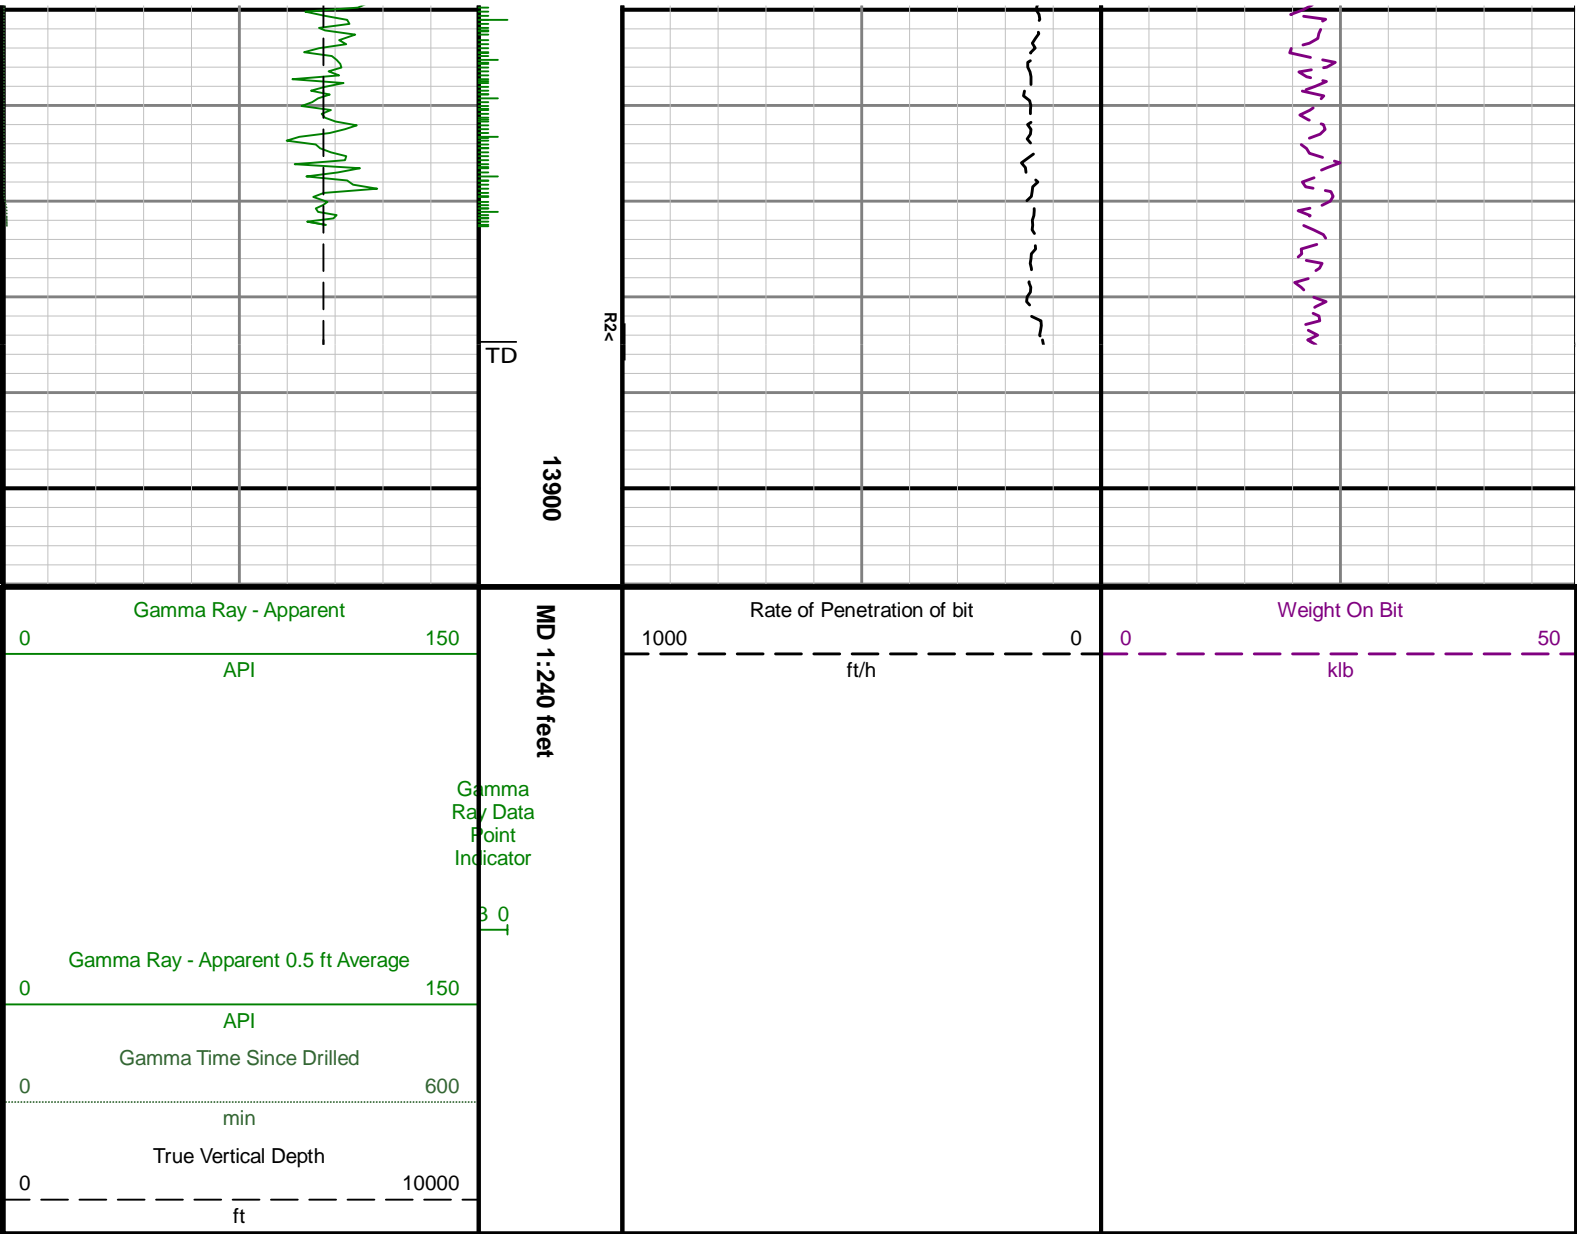 R2<
TD
13900
Gamma Ray - Apparent
0 150
API
MD 1:240 feet
Rate of Penetration of bit
1000 0
ft/h
Weight On Bit
0 50
klb
Gamma
Ray Data
Point
Indicator
3 0
Gamma Ray - Apparent 0.5 ft Average
0 150
API
Gamma Time Since Drilled
0 600
min
True Vertical Depth
0 10000
ft